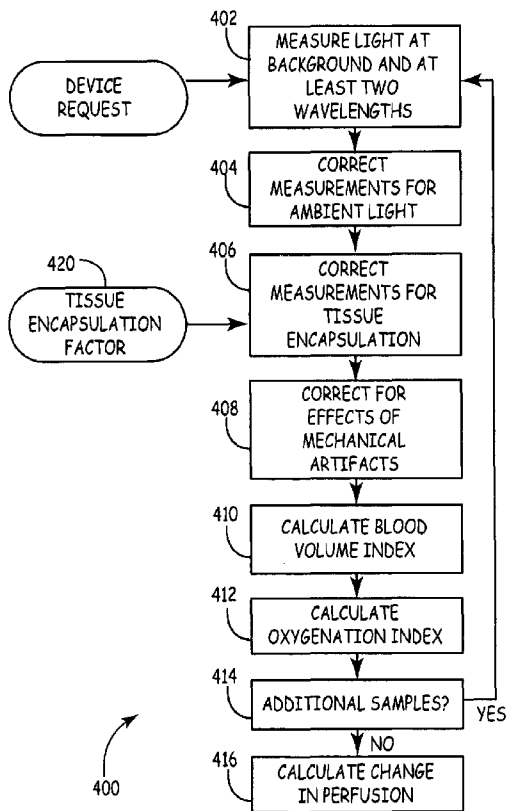 402
MEASURE LIGHT AT
BACKGROUND AND AT
LEAST TWO
WAVELENGTHS
DEVICE
REQUEST
404
CORRECT
MEASUREMENTS FOR
AMBIENT LIGHT
406
420
CORRECT
MEASUREMENTS FOR
TISSUE
ENCAPSULATION
TISSUE
ENCAPSULATION
FACTOR
408
CORRECT FOR
EFFECTS OF
MECHANICAL
ARTIFACTS
410
CALCULATE BLOOD
VOLUME INDEX
412
CALCULATE
OXYGENATION INDEX
414
ADDITIONAL SAMPLES?
YES
NO
400
416
CALCULATE CHANGE
IN PERFUSION